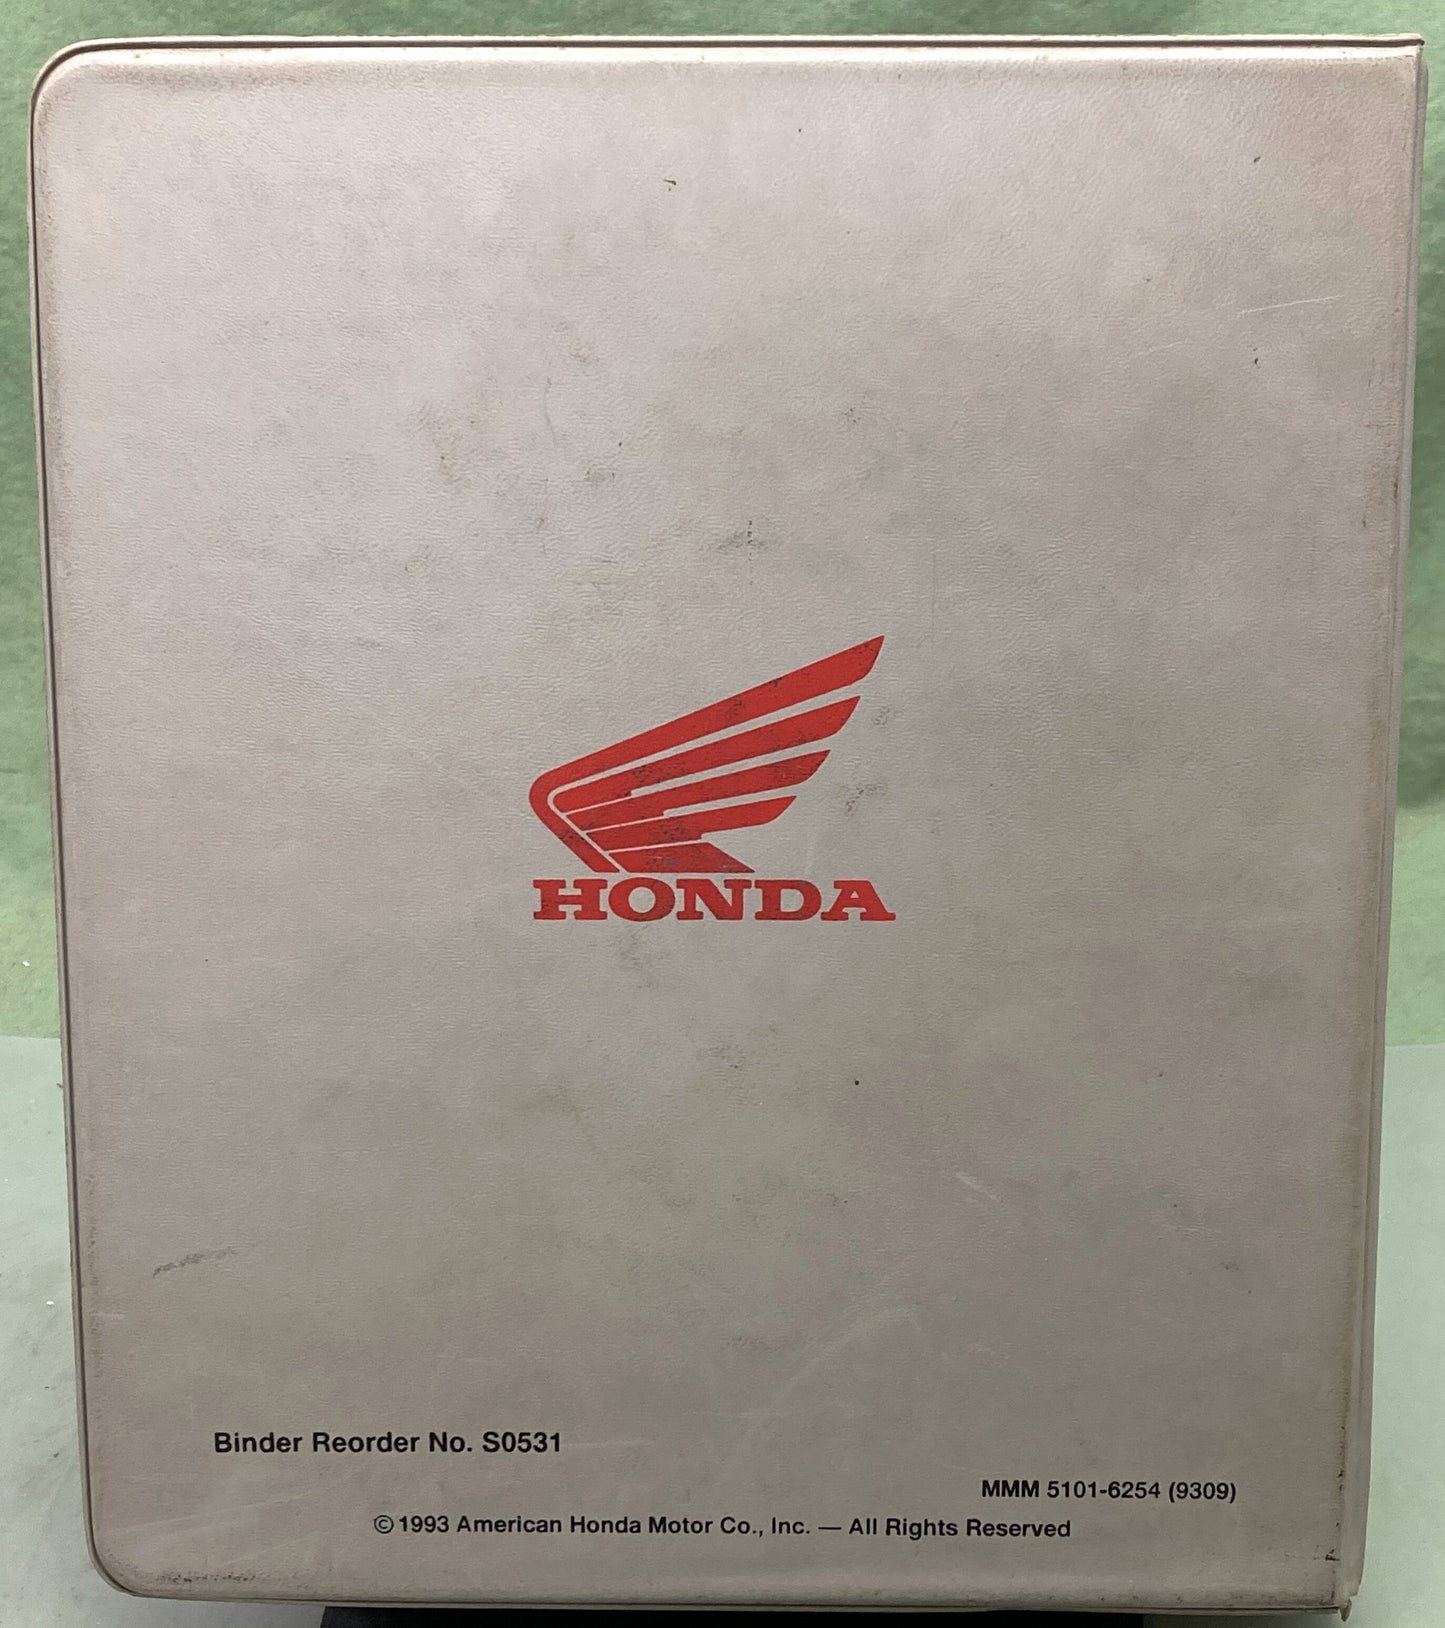 HONDA
Binder Reorder No. S0531
MMM 5101-6254 (9309)
© 1993 American Honda Motor Co., Inc. — All Rights Reserved